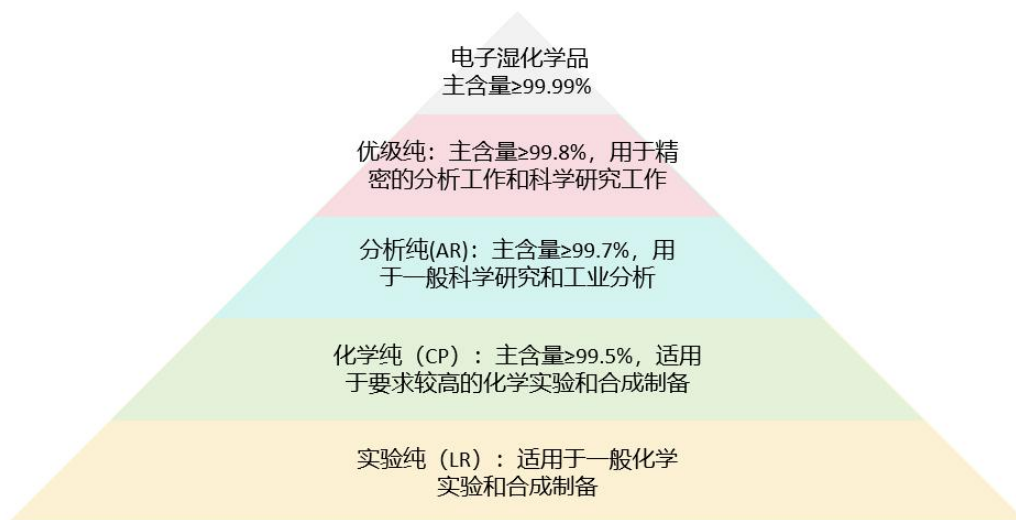 电子湿化学品
主含量≥99.99%
优级纯：主含量≥99.8%，用于精
密的分析工作和科学研究工作
分析纯(AR)：主含量≥99.7%，用
于一般科学研究和工业分析
化学纯（CP）：主含量≥99.5%，适用
于要求较高的化学实验和合成制备
实验纯（LR）：适用于一般化学
实验和合成制备